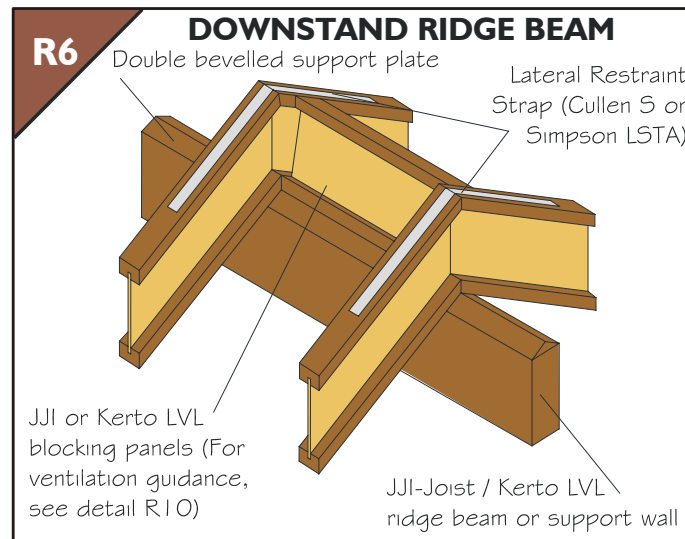 R6
DOWNSTAND RIDGE BEAM
Double bevelled support plate
Lateral Restraint
Strap (Cullen S or
Simpson LSTA)
JJI or Kerto LVL
blocking panels (For
ventilation guidance,
see detail R10)
JJI-Joist / Kerto LVL
ridge beam or support wall